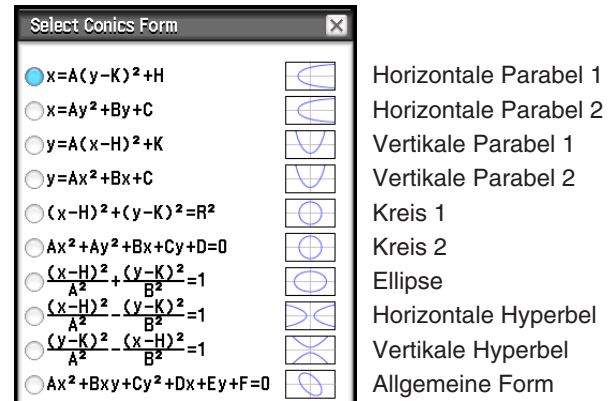 Select Conics Form
x=A(y-K)²+H Horizontale Parabel 1
x=Ay²+By+C Horizontale Parabel 2
y=A(x-H)²+K Vertikale Parabel 1
y=Ax²+Bx+C Vertikale Parabel 2
(x-H)²+(y-K)²=R² Kreis 1
Ax²+Ay²+Bx+Cy+D=0 Kreis 2
(x-H)²/A²+(y-K)²/B²=1 Ellipse
(x-H)²/A²-(y-K)²/B²=1 Horizontale Hyperbel
(y-K)²/A²-(x-H)²/B²=1 Vertikale Hyperbel
Ax²+Bxy+Cy²+Dx+Ey+F=0 Allgemeine Form